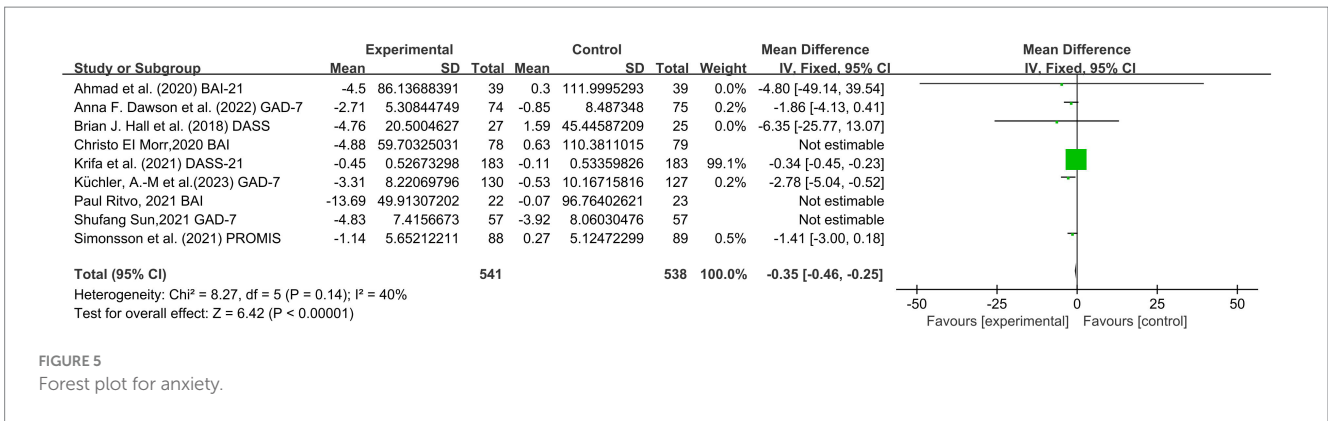 Experimental Control Mean Difference Mean Difference
Study or Subgroup Mean SD Total Mean SD Total Weight IV, Fixed, 95% CI IV, Fixed, 95% CI
Ahmad et al. (2020) BAI-21 -4.5 86.13688391 39 0.3 111.9995293 39 0.0% -4.80 [-49.14, 39.54]
Anna F. Dawson et al. (2022) GAD-7 -2.71 5.30844749 74 -0.85 8.487348 75 0.2% -1.86 [-4.13, 0.41]
Brian J. Hall et al. (2018) DASS -4.76 20.5004627 27 1.59 45.44587209 25 0.0% -6.35 [-25.77, 13.07]
Christo El Morr,2020 BAI -4.88 59.70325031 78 0.63 110.3811015 79 Not estimable
Krifa et al. (2021) DASS-21 -0.45 0.52673298 183 -0.11 0.53359826 183 99.1% -0.34 [-0.45, -0.23]
Küchler, A.-M et al.(2023) GAD-7 -3.31 8.22069796 130 -0.53 10.16715816 127 0.2% -2.78 [-5.04, -0.52]
Paul Ritvo, 2021 BAI -13.69 49.91307202 22 -0.07 96.76402621 23 Not estimable
Shufang Sun,2021 GAD-7 -4.83 7.4156673 57 -3.92 8.06030476 57 Not estimable
Simonsson et al. (2021) PROMIS -1.14 5.65212211 88 0.27 5.12472299 89 0.5% -1.41 [-3.00, 0.18]
Total (95% CI) 541 538 100.0% -0.35 [-0.46, -0.25]
Heterogeneity: Chi² = 8.27, df = 5 (P = 0.14); I² = 40%
Test for overall effect: Z = 6.42 (P < 0.00001)
-50 -25 0 25 50
Favours [experimental] Favours [control]
FIGURE 5
Forest plot for anxiety.